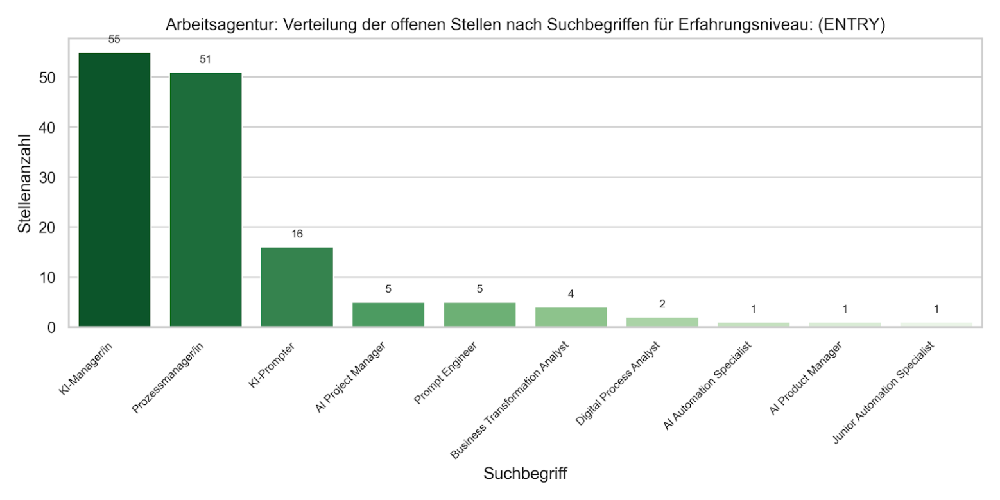 Arbeitsagentur: Verteilung der offenen Stellen nach Suchbegriffen für Erfahrungsniveau: (ENTRY)
Stellenanzahl
50
40
30
20
10
0
55
51
16
5
5
4
2
1
1
1
KI-Manager/in
Prozessmanager/in
KI-Prompter
AI Project Manager
Prompt Engineer
Business Transformation Analyst
Digital Process Analyst
AI Automation Specialist
AI Product Manager
Junior Automation Specialist
Suchbegriff